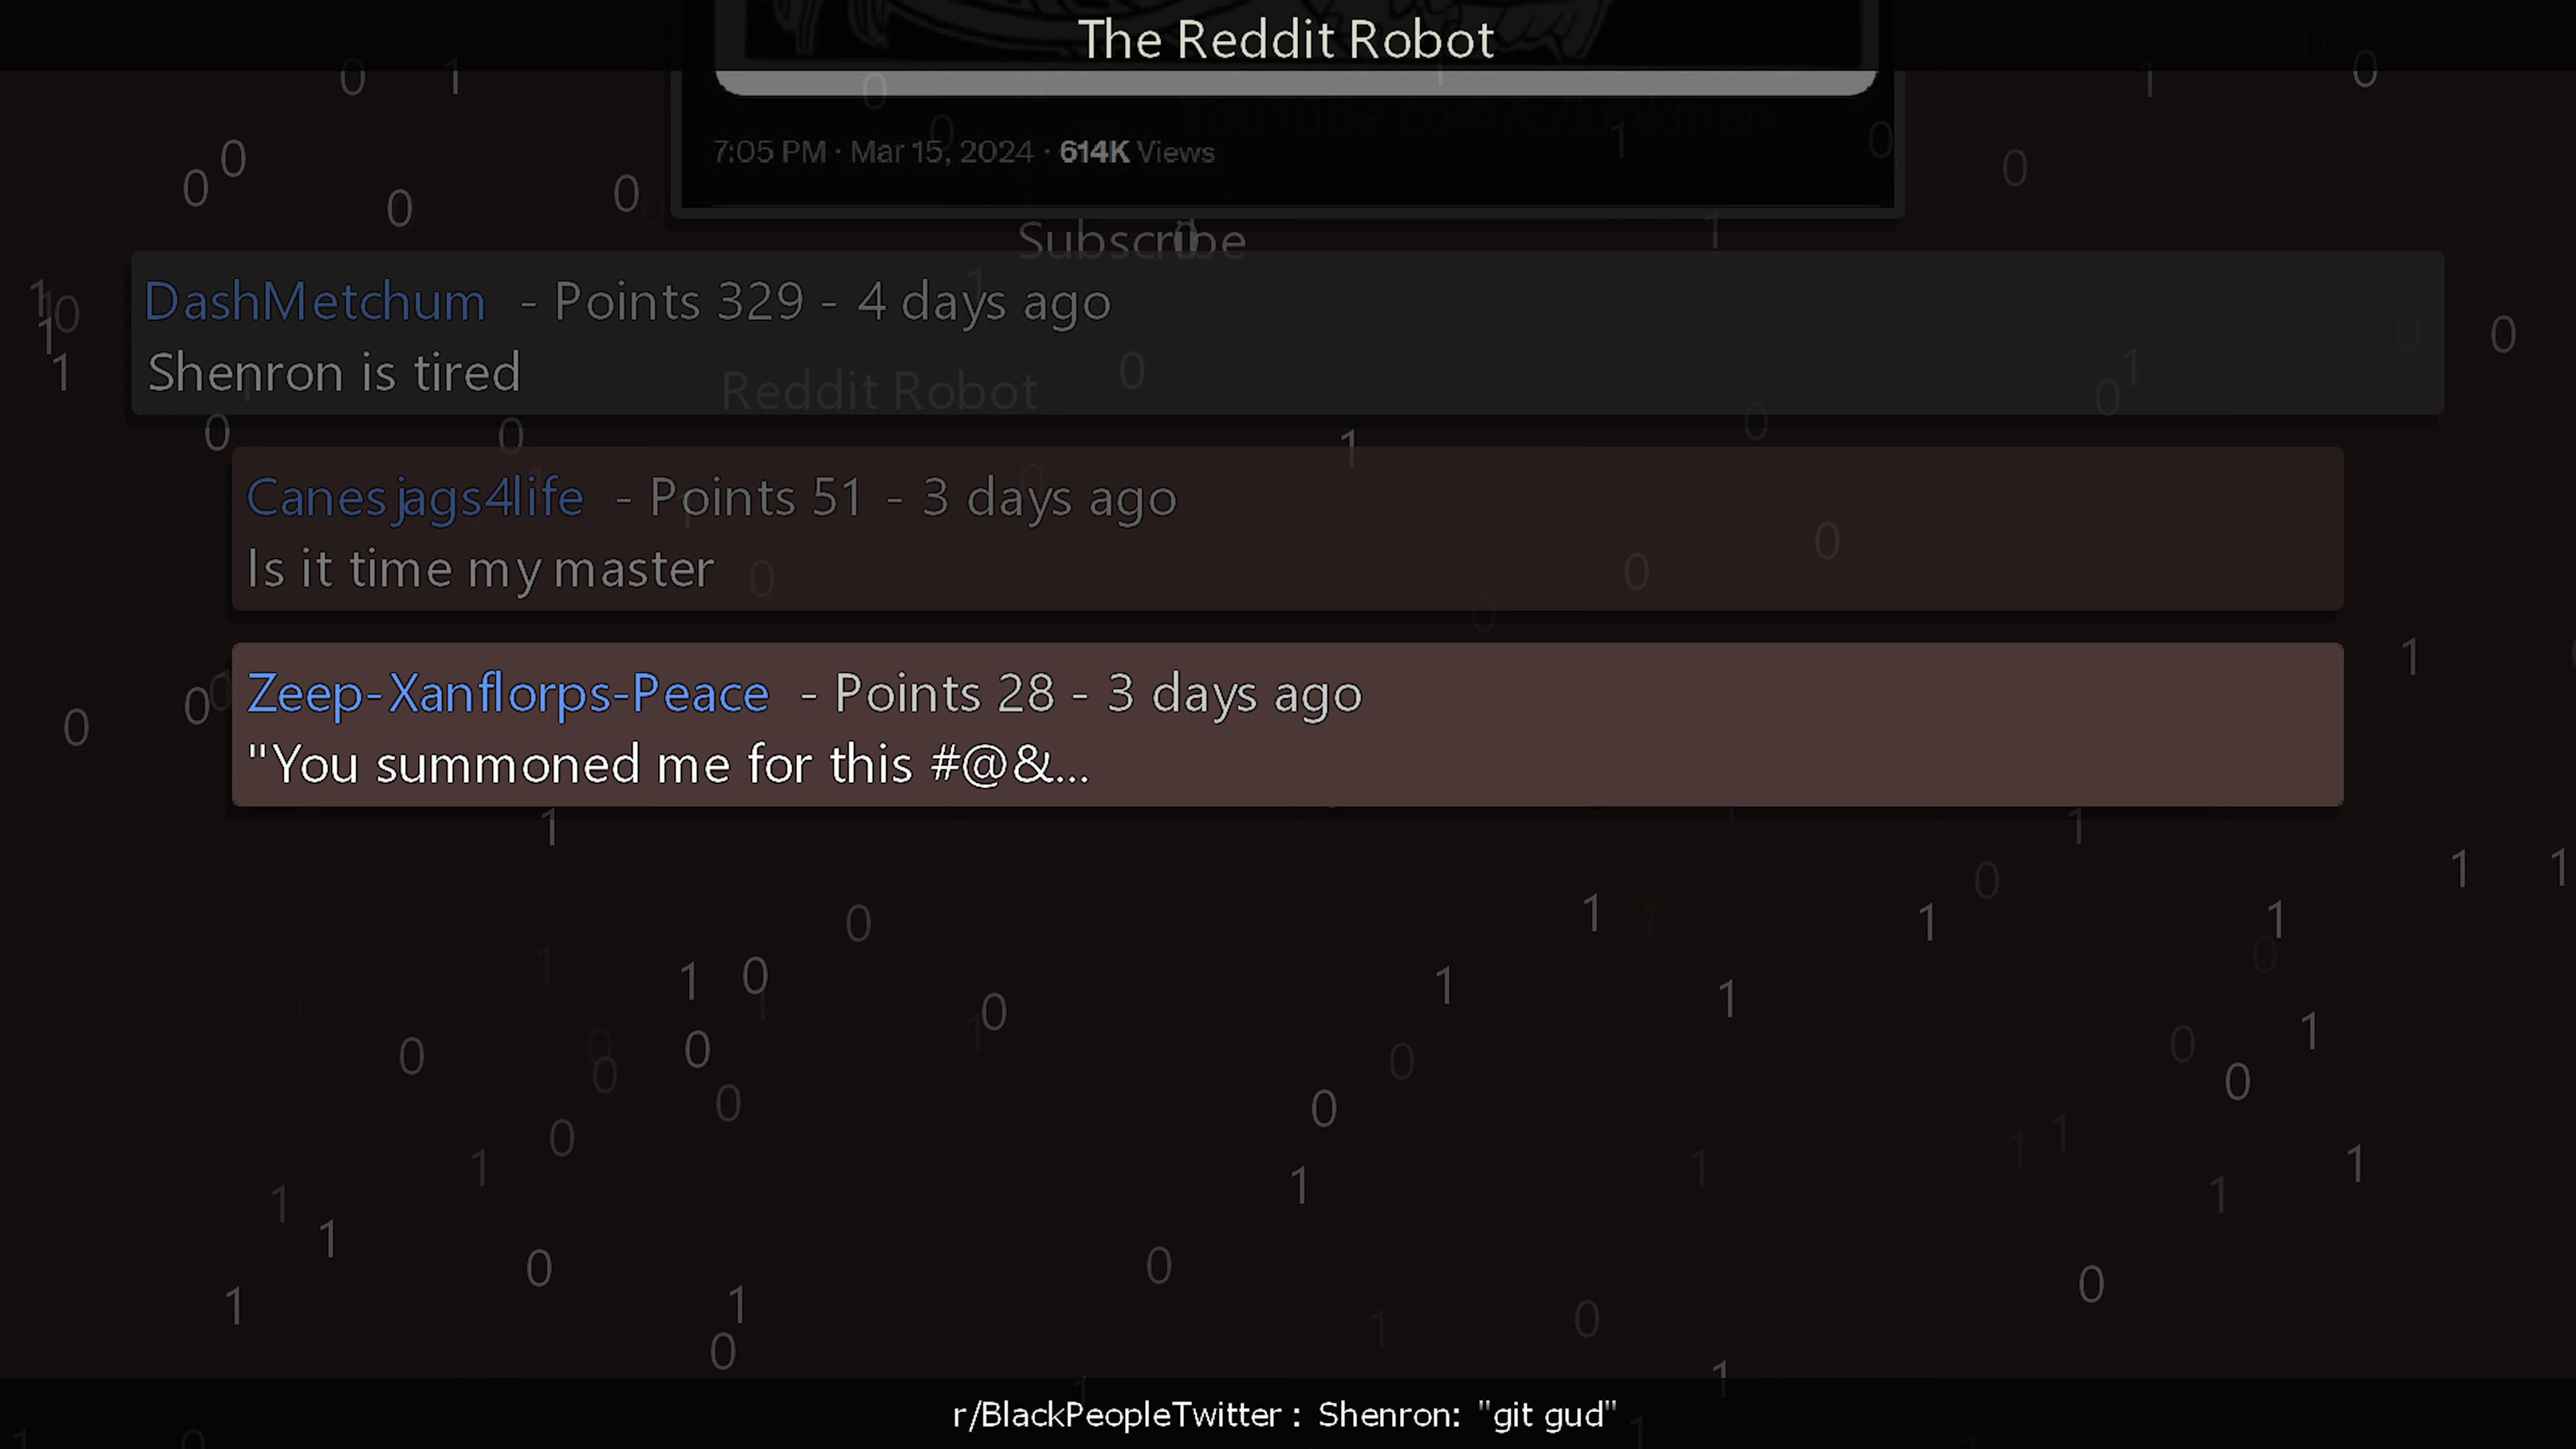 The Reddit Robot
7:05 PM · Mar 15, 2024 · 614K Views
Subscribe
DashMetchum - Points 329 - 4 days ago
Shenron is tired
Reddit Robot
Canesjags4life - Points 51 - 3 days ago
Is it time my master
Zeep-Xanflorps-Peace - Points 28 - 3 days ago
"You summoned me for this #@&...
r/BlackPeopleTwitter : Shenron: "git gud"